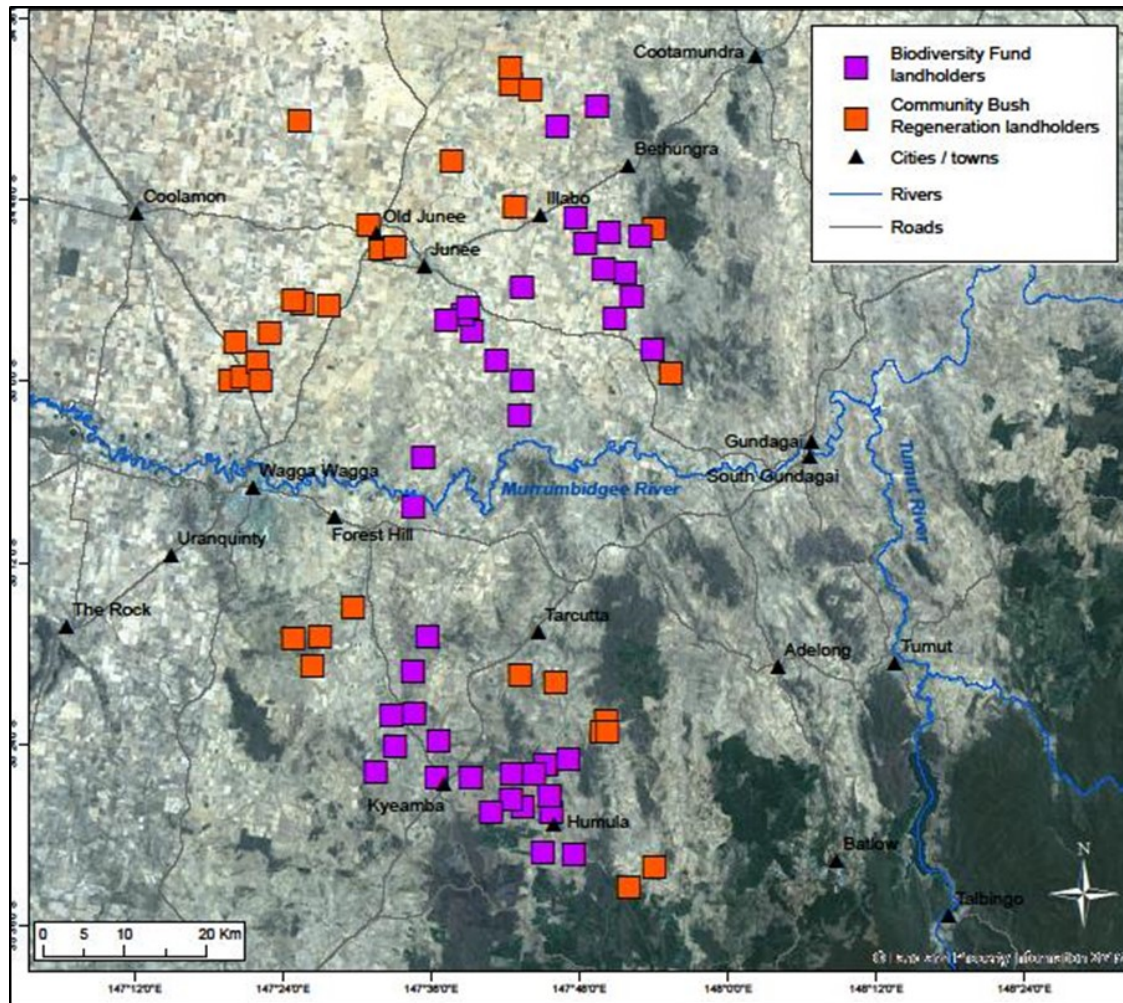 Biodiversity Fund
landholders
Community Bush
Regeneration landholders
Cities / towns
Rivers
Roads
Cootamundra
Bethungra
Coolamon
Illabo
Old Junee
Junee
Gundagai
South Gundagai
Wagga Wagga
Murrumbidgee River
Tumut River
Forest Hill
Uranquinty
The Rock
Tarcutta
Adelong
Tumut
Kyeamba
Humula
Batlow
Talbingo
N
0 5 10 20 Km
147°12'0"E 147°24'0"E 147°36'0"E 147°48'0"E 148°0'0"E 148°12'0"E 148°24'0"E